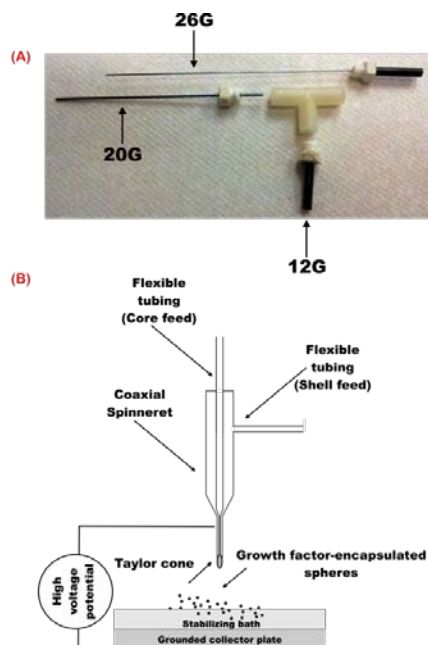 26G
(A)
20G
12G
(B)
Flexible
tubing
(Core feed)
Flexible
tubing
(Shell feed)
Coaxial
Spinneret
Taylor cone
Growth factor-encapsulated
spheres
High
voltage
potential
Stabilizing bath
Grounded collector plate